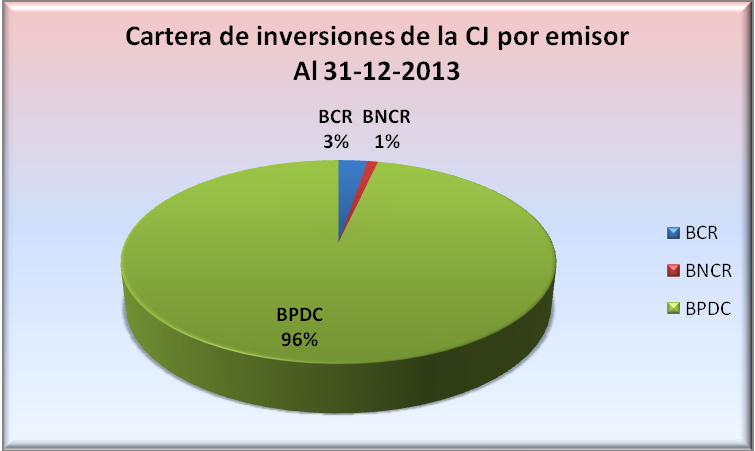 Cartera de inversiones de la CJ por emisor
Al 31-12-2013
BCR
3%
BNCR
1%
BPDC
96%
BCR
BNCR
BPDC